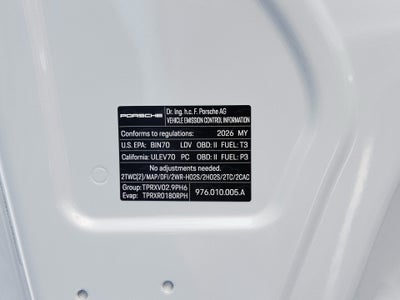 PORSCHE
Dr. Ing. h.c. F. Porsche AG
VEHICLE EMISSION CONTROL INFORMATION
Conforms to regulations: 2026 MY
U.S. EPA: BIN70 LDV OBD: II FUEL: T3
California: ULEV70 PC OBD: II FUEL: P3
No adjustments needed.
2TWC(2)/MAP/DFI/2WR-HO2S/2HO2S/2TC/2CAC
Group: TPRXV02.9PH6
Evap: TPRXR0180RPH
976.010.005.A